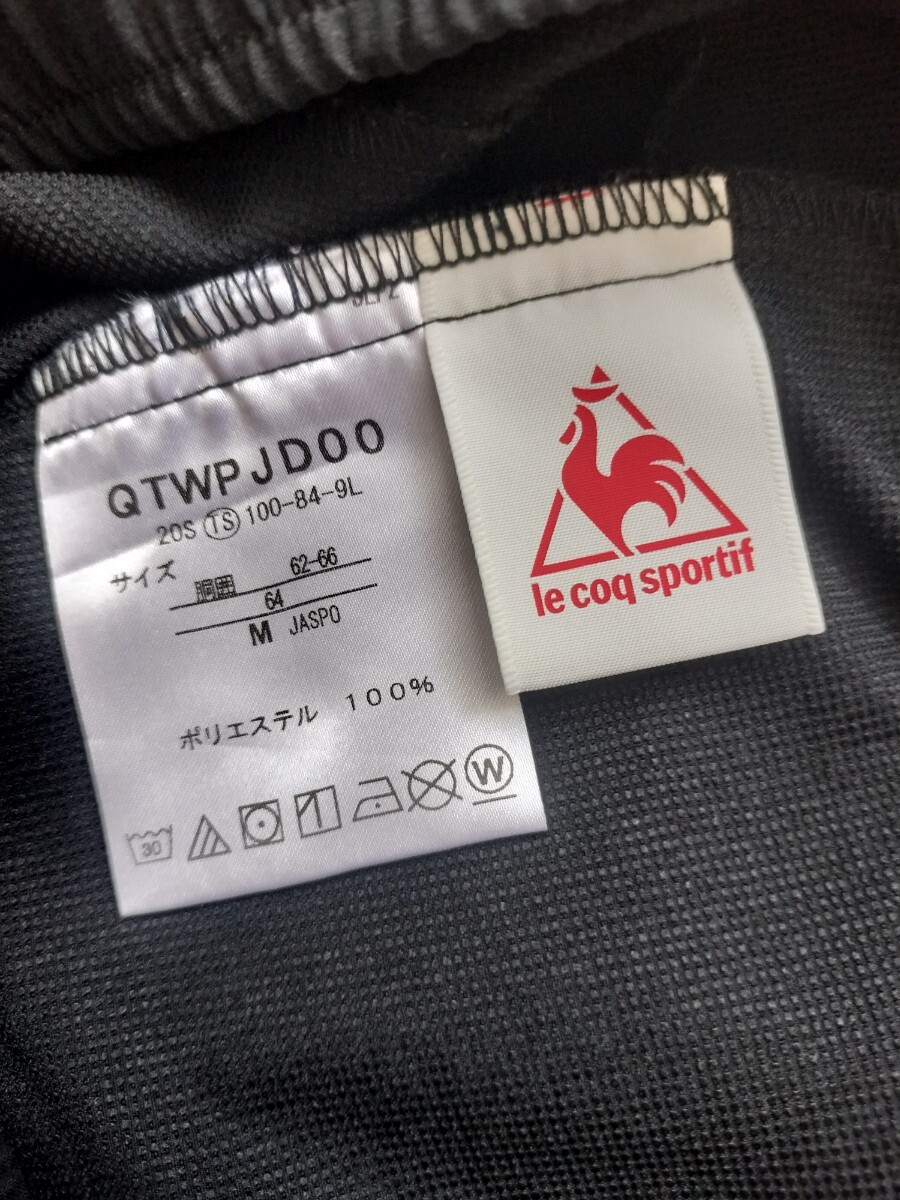 QTWPJD00
20S TS 100-84-9L
サイズ 胴囲 62-66
64
M JASPO
ポリエステル 100%
30
W
le coq sportif